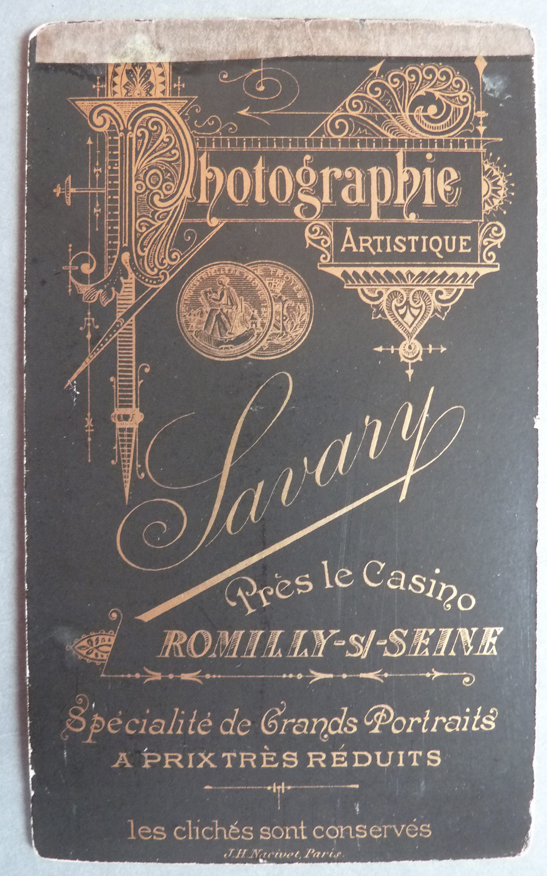 Photographie
ARTISTIQUE
Savary
Près le Casino
ROMILLY-S/-SEINE
Spécialité de Grands Portraits
A PRIX TRÈS RÉDUITS
les clichés sont conservés
J.H. Nacivet, Paris.